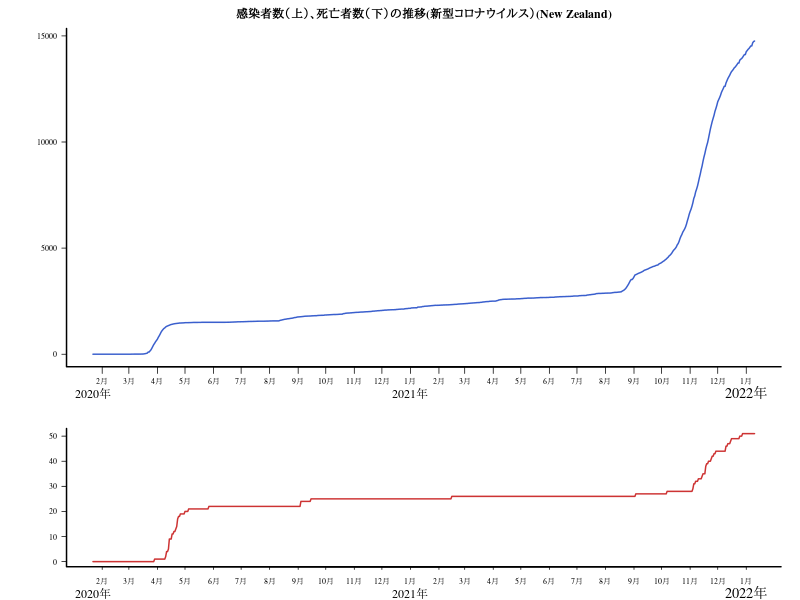 感染者数（上）、死亡者数（下）の推移(新型コロナウイルス）(New Zealand)
15000
10000
5000
0
2月 3月 4月 5月 6月 7月 8月 9月 10月 11月 12月 1月 2月 3月 4月 5月 6月 7月 8月 9月 10月 11月 12月 1月
2020年 2021年 2022年
50
40
30
20
10
0
2月 3月 4月 5月 6月 7月 8月 9月 10月 11月 12月 1月 2月 3月 4月 5月 6月 7月 8月 9月 10月 11月 12月 1月
2020年 2021年 2022年